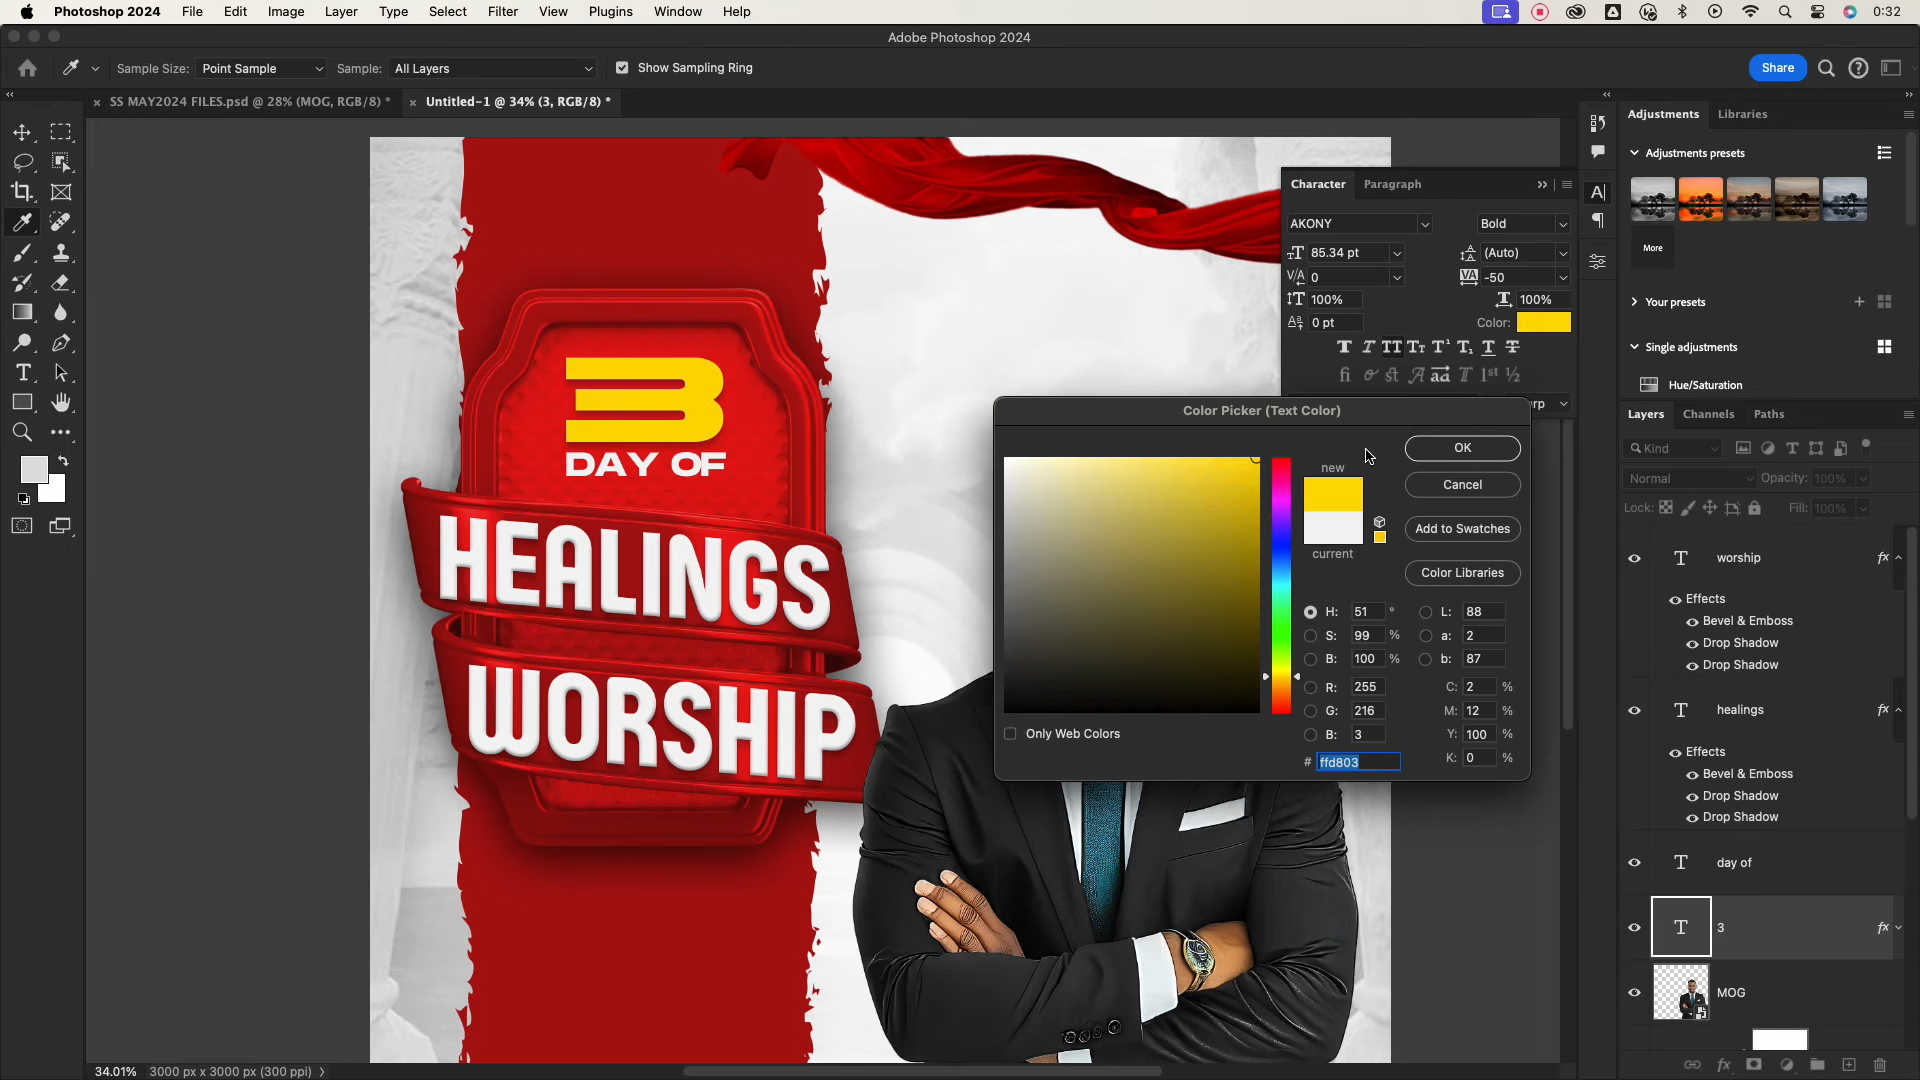 Photoshop 2024 File Edit Image Layer Type Select Filter View Plugins Window Help 0:32
Adobe Photoshop 2024
Sample Size: Point Sample Sample: All Layers Show Sampling Ring Share
SS MAY2024 FILES.psd @ 28% (MOG, RGB/8) * Untitled-1 @ 34% (3, RGB/8) *
Adjustments Libraries
Adjustments presets
More
Your presets
Single adjustments
Hue/Saturation
Character Paragraph
AKONY Bold
85.34 pt (Auto)
0 -50
100% 100%
0 pt Color:
3
DAY OF
HEALINGS
WORSHIP
Color Picker (Text Color)
OK
new
Cancel
Add to Swatches
current
Color Libraries
H: 51 ° L: 88
S: 99 % a: 2
B: 100 % b: 87
R: 255 C: 2 %
G: 216 M: 12 %
B: 3 Y: 100 %
Only Web Colors
# ffd803 K: 0 %
Layers Channels Paths
Kind
Normal Opacity: 100%
Lock: Fill: 100%
worship fx
Effects
Bevel & Emboss
Drop Shadow
Drop Shadow
healings fx
Effects
Bevel & Emboss
Drop Shadow
Drop Shadow
day of
3 fx
MOG
34.01% 3000 px x 3000 px (300 ppi)